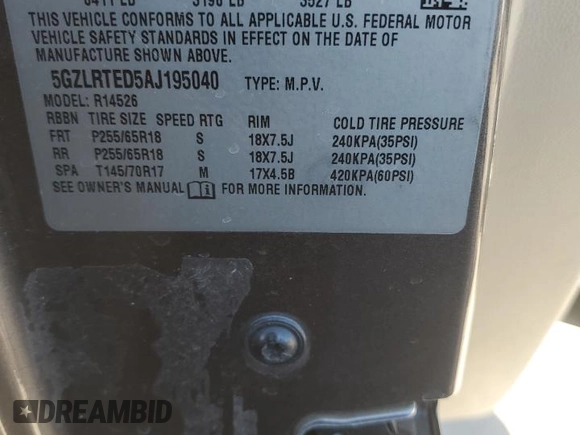 THIS VEHICLE CONFORMS TO ALL APPLICABLE U.S. FEDERAL MOTOR
VEHICLE SAFETY STANDARDS IN EFFECT ON THE DATE OF
MANUFACTURE SHOWN ABOVE.
5GZLRTED5AJ195040 TYPE: M.P.V.
MODEL: R14526
RBBN TIRE SIZE SPEED RTG RIM COLD TIRE PRESSURE
FRT P255/65R18 S 18X7.5J 240KPA(35PSI)
RR P255/65R18 S 18X7.5J 240KPA(35PSI)
SPA T145/70R17 M 17X4.5B 420KPA(60PSI)
SEE OWNER'S MANUAL FOR MORE INFORMATION.
DREAMBID